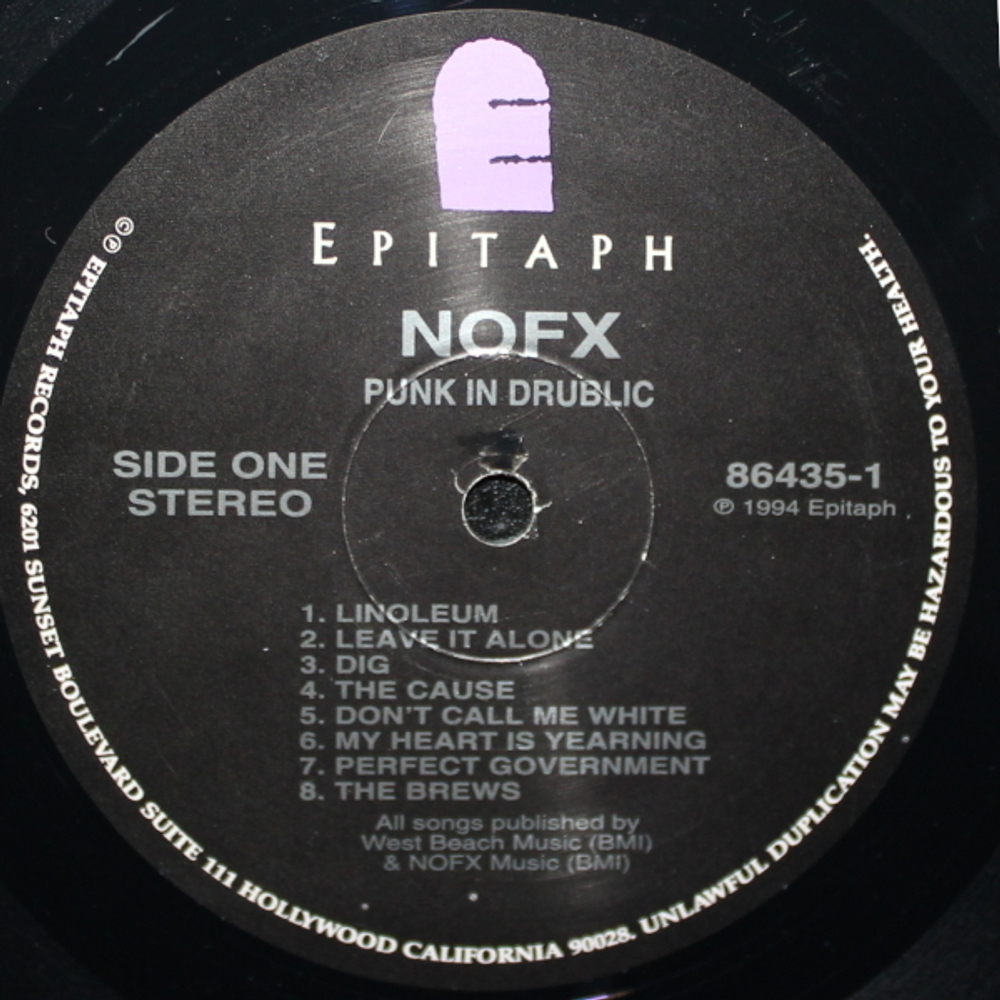 EPITAPH
NOFX
PUNK IN DRUBLIC
SIDE ONE
STEREO
86435-1
℗ 1994 Epitaph
1. LINOLEUM
2. LEAVE IT ALONE
3. DIG
4. THE CAUSE
5. DON'T CALL ME WHITE
6. MY HEART IS YEARNING
7. PERFECT GOVERNMENT
8. THE BREWS
All songs published by
West Beach Music (BMI)
& NOFX Music (BMI)
©℗ EPITAPH RECORDS, 6201 SUNSET BOULEVARD SUITE 111 HOLLYWOOD CALIFORNIA 90028. UNLAWFUL DUPLICATION MAY BE HAZARDOUS TO YOUR HEALTH.